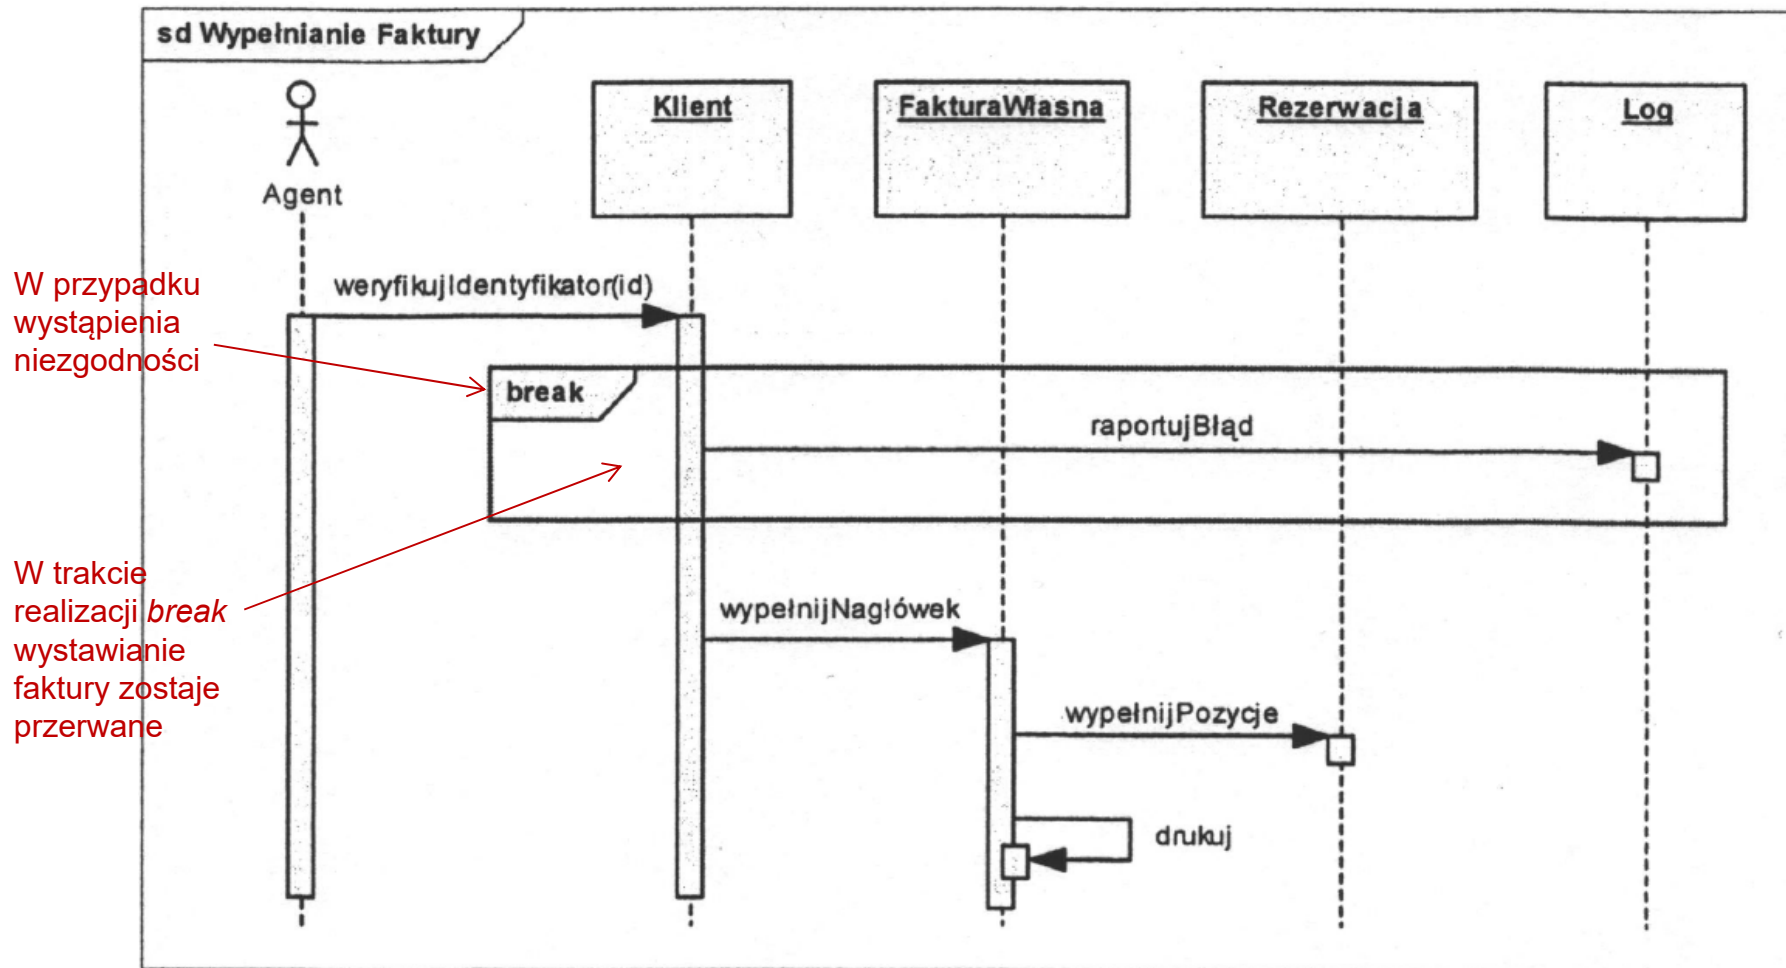 sd Wypełnianie Faktury
Klient
FakturaWłasna
Rezerwacja
Log
Agent
W przypadku
wystąpienia
niezgodności
weryfikujIdentyfikator(id)
break
raportujBłąd
W trakcie
realizacji break
wystawianie
faktury zostaje
przerwane
wypełnijNagłówek
wypełnijPozycje
drukuj